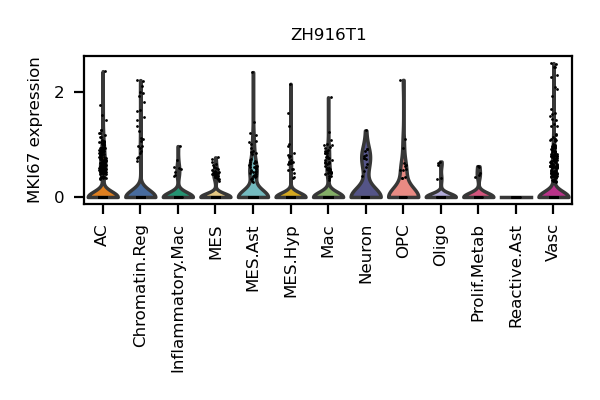 ZH916T1
MKI67 expression
2
0
AC
Chromatin.Reg
Inflammatory.Mac
MES
MES.Ast
MES.Hyp
Mac
Neuron
OPC
Oligo
Prolif.Metab
Reactive.Ast
Vasc